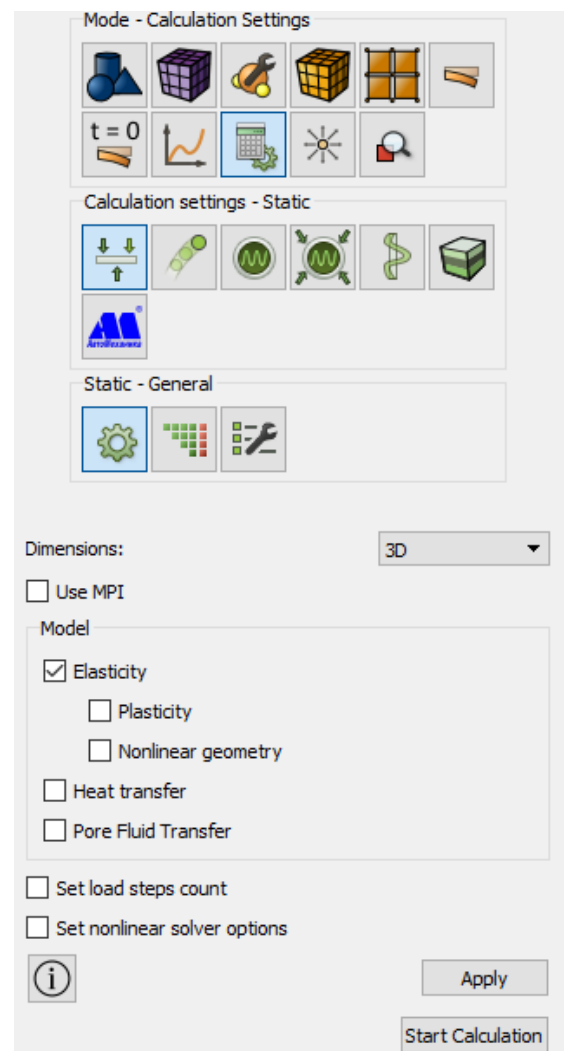 Mode - Calculation Settings
t = 0
Calculation settings - Static
АвтоМеханика
Static - General
Dimensions:
3D
Use MPI
Model
Elasticity
Plasticity
Nonlinear geometry
Heat transfer
Pore Fluid Transfer
Set load steps count
Set nonlinear solver options
i
Apply
Start Calculation